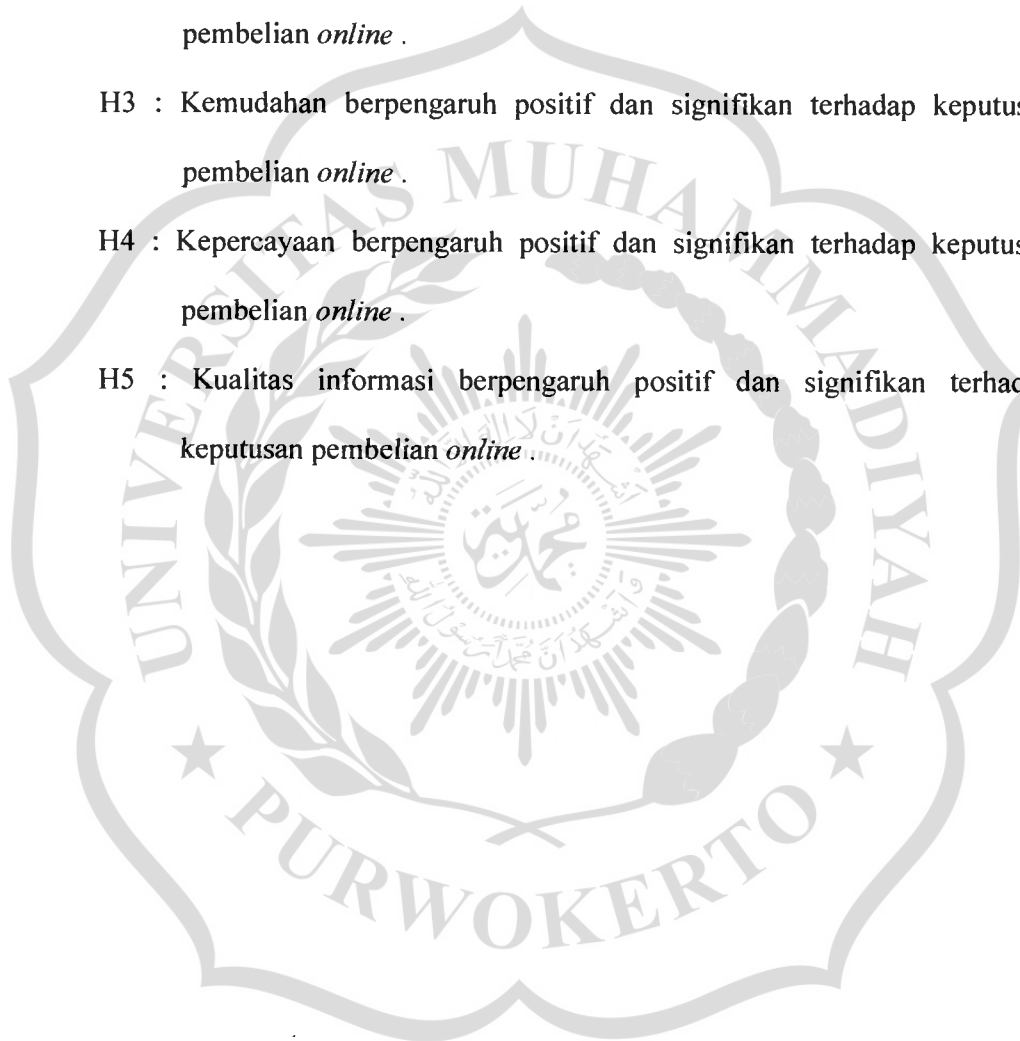 pembelian online .
H3 : Kemudahan berpengaruh positif dan signifikan terhadap keputus
pembelian online .
H4 : Kepercayaan berpengaruh positif dan signifikan terhadap keputus
pembelian online .
H5 : Kualitas informasi berpengaruh positif dan signifikan terhad
keputusan pembelian online .
UNIVERSITAS MUHAMMADIYAH
PURWOKERTO